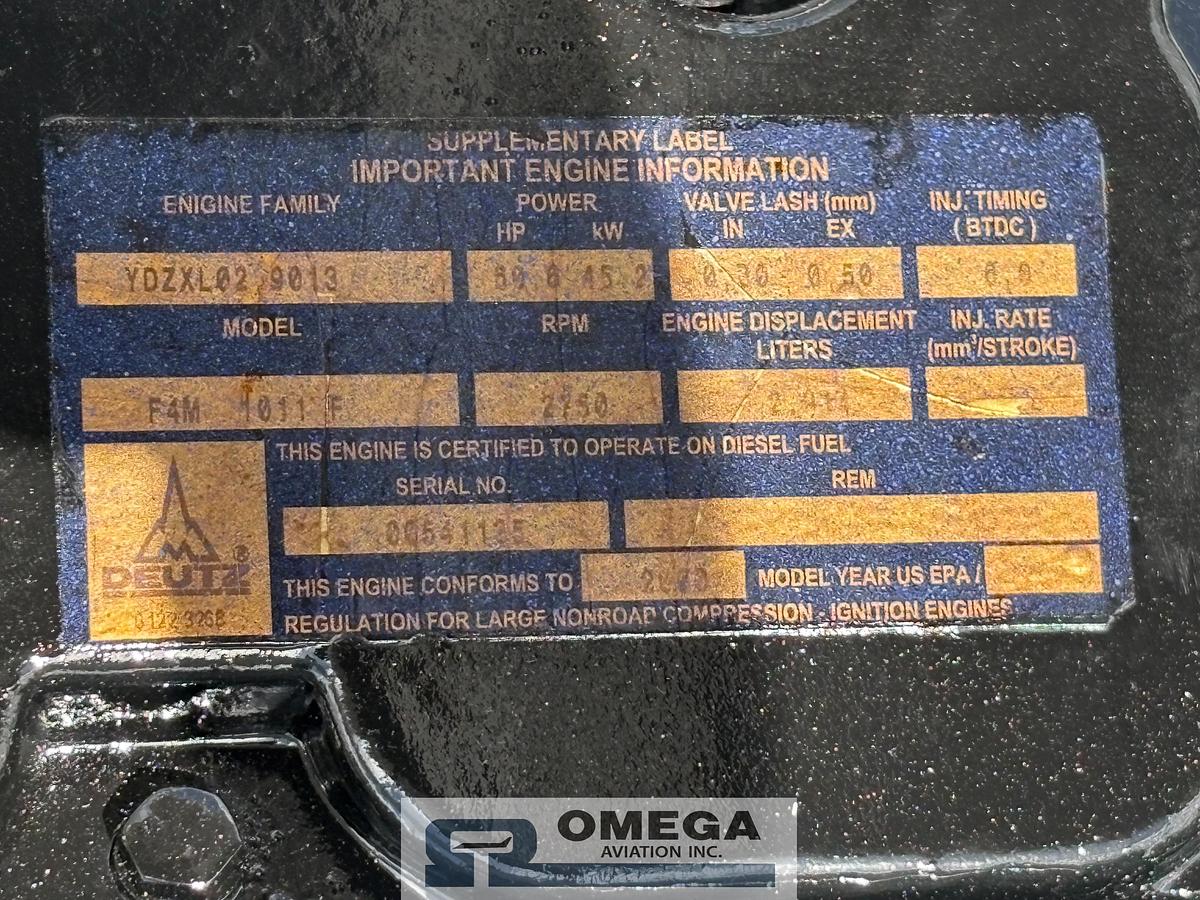 SUPPLEMENTARY LABEL
IMPORTANT ENGINE INFORMATION
ENIGINE FAMILY POWER VALVE LASH (mm) INJ. TIMING
HP kW IN EX (BTDC)
YDZXL02.9013 45.2 0.30 0.50
MODEL RPM ENGINE DISPLACEMENT INJ. RATE
LITERS (mm³/STROKE)
F4M 1011 F
THIS ENGINE IS CERTIFIED TO OPERATE ON DIESEL FUEL
SERIAL NO. REM
DEUTZ ®
THIS ENGINE CONFORMS TO MODEL YEAR US EPA /
REGULATION FOR LARGE NONROAD COMPRESSION - IGNITION ENGINES
OMEGA
AVIATION INC.